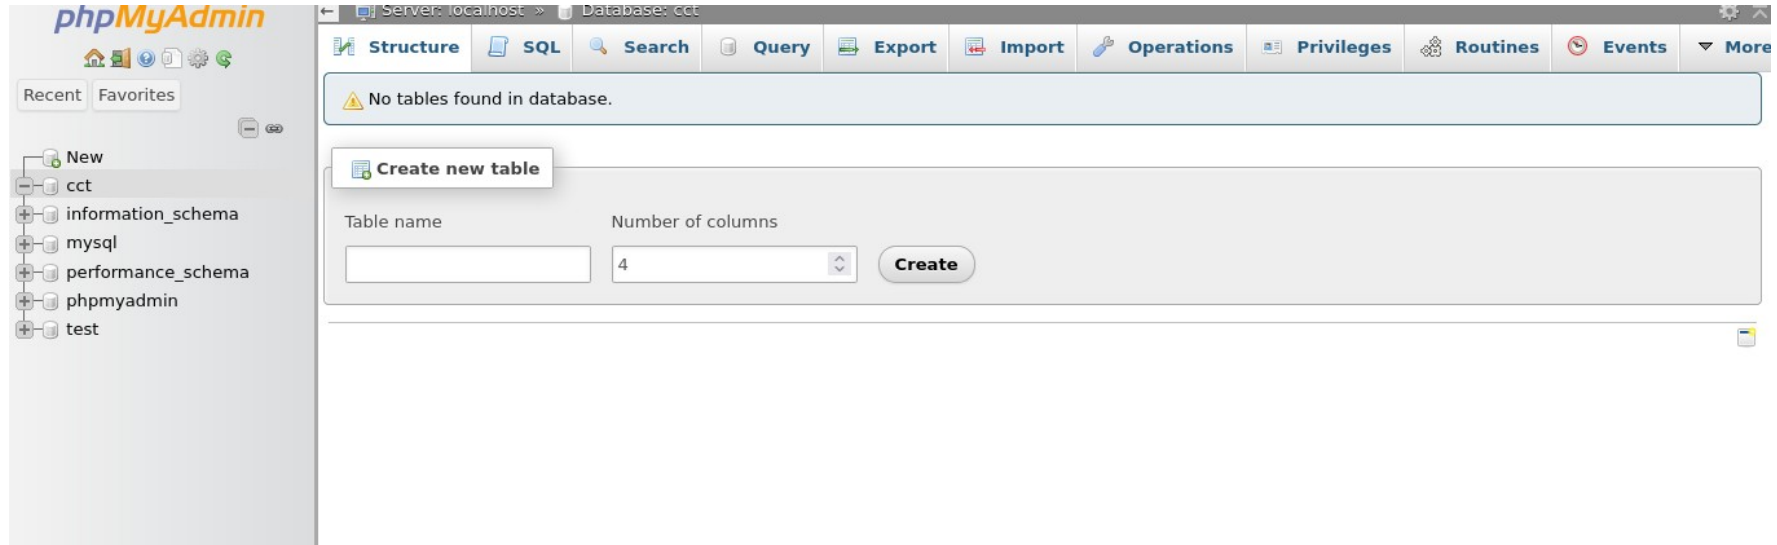 phpMyAdmin
Recent Favorites
New
cct
information_schema
mysql
performance_schema
phpmyadmin
test
Server: localhost » Database: cct
Structure SQL Search Query Export Import Operations Privileges Routines Events More
No tables found in database.
Create new table
Table name Number of columns
4 Create